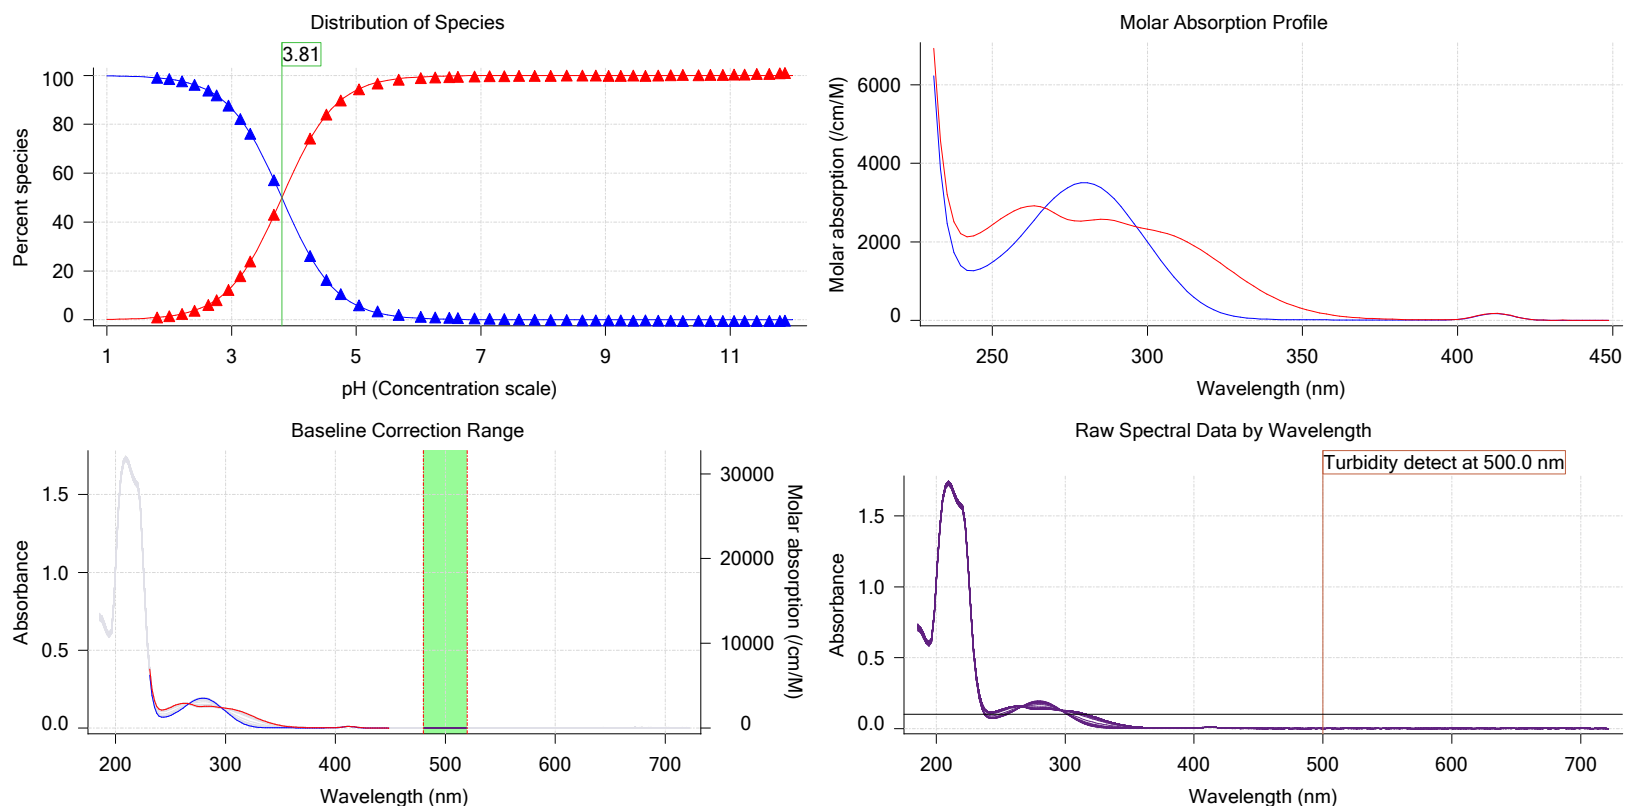 Distribution of Species
3.81
100
80
60
40
20
0
Percent species
1 3 5 7 9 11
pH (Concentration scale)
Molar Absorption Profile
6000
4000
2000
0
Molar absorption (/cm/M)
250 300 350 400 450
Wavelength (nm)
Baseline Correction Range
1.5
1.0
0.5
0.0
Absorbance
30000
20000
10000
0
Molar absorption (/cm/M)
200 300 400 500 600 700
Wavelength (nm)
Raw Spectral Data by Wavelength
Turbidity detect at 500.0 nm
1.5
1.0
0.5
0.0
Absorbance
200 300 400 500 600 700
Wavelength (nm)